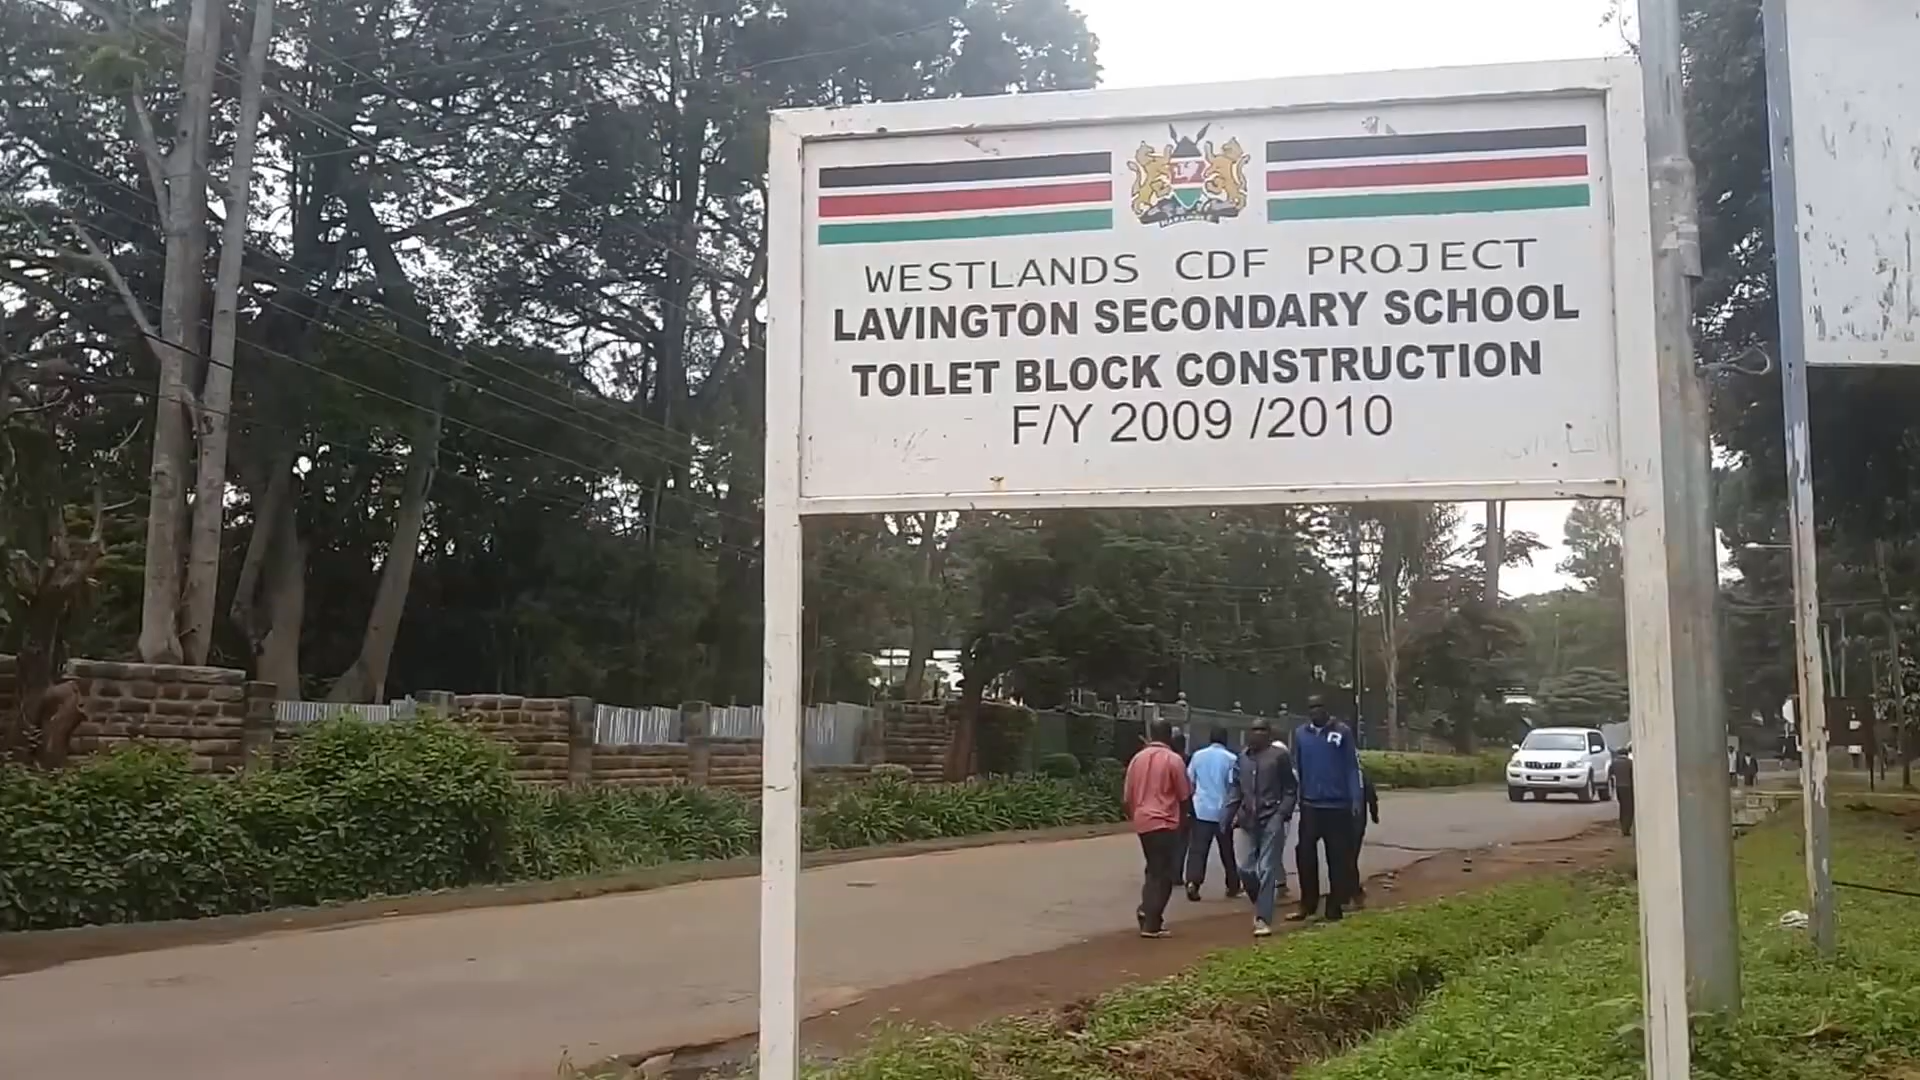 WESTLANDS CDF PROJECT
LAVINGTON SECONDARY SCHOOL
TOILET BLOCK CONSTRUCTION
F/Y 2009 /2010